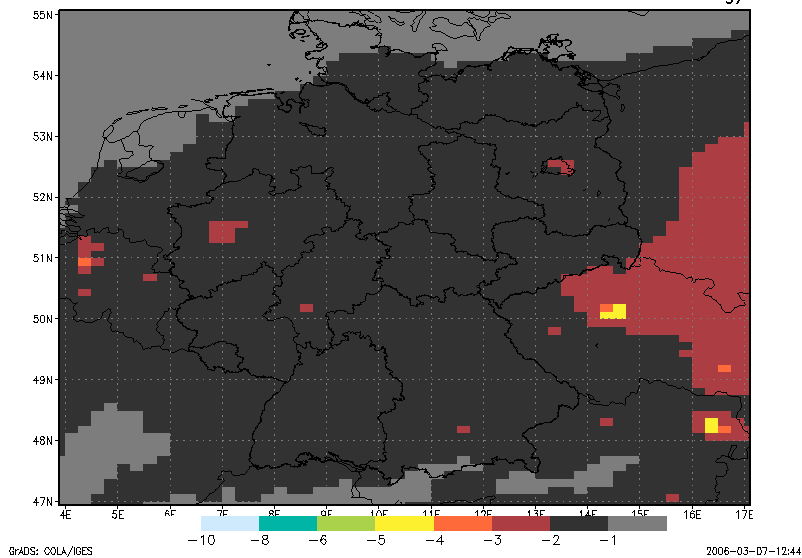 55N
54N
53N
52N
51N
50N
49N
48N
47N
4E 5E 6E 7E 8E 9E 10E 11E 12E 13E 14E 15E 16E 17E
-10 -8 -6 -5 -4 -3 -2 -1
GrADS: COLA/IGES 2006-03-07-12:44